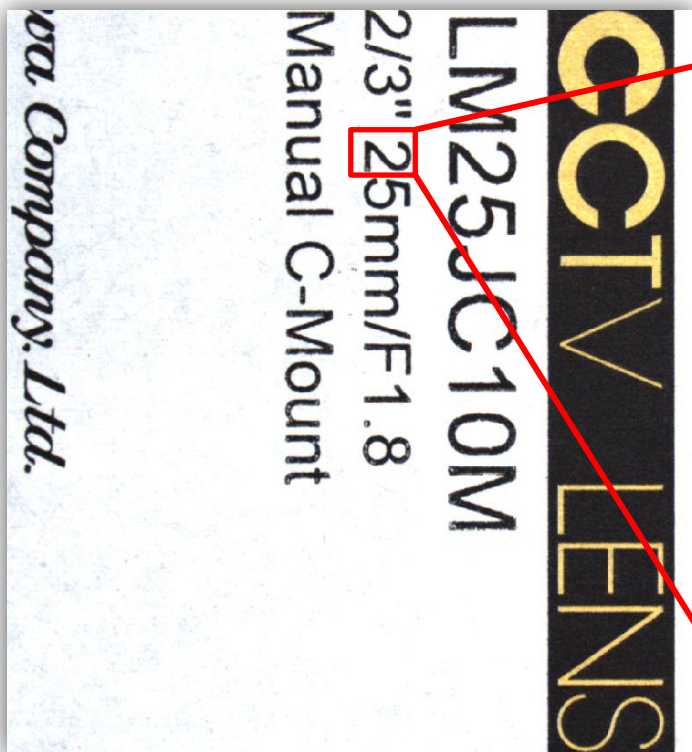 CCTV LENS
LM25JC10M
2/3" 25mm/F1.8
Manual C-Mount
Company, Ltd.